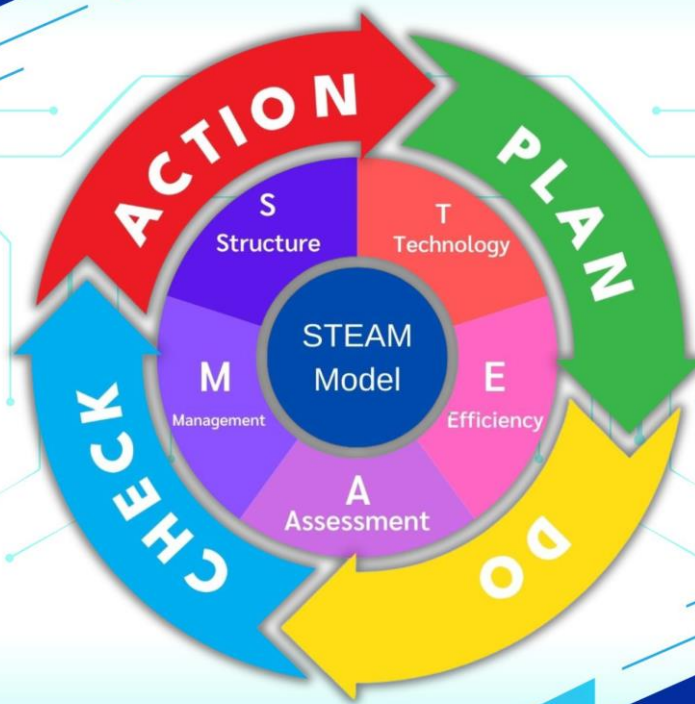 ACTION
PLAN
DO
CHECK
S
Structure
T
Technology
E
Efficiency
A
Assessment
M
Management
STEAM
Model